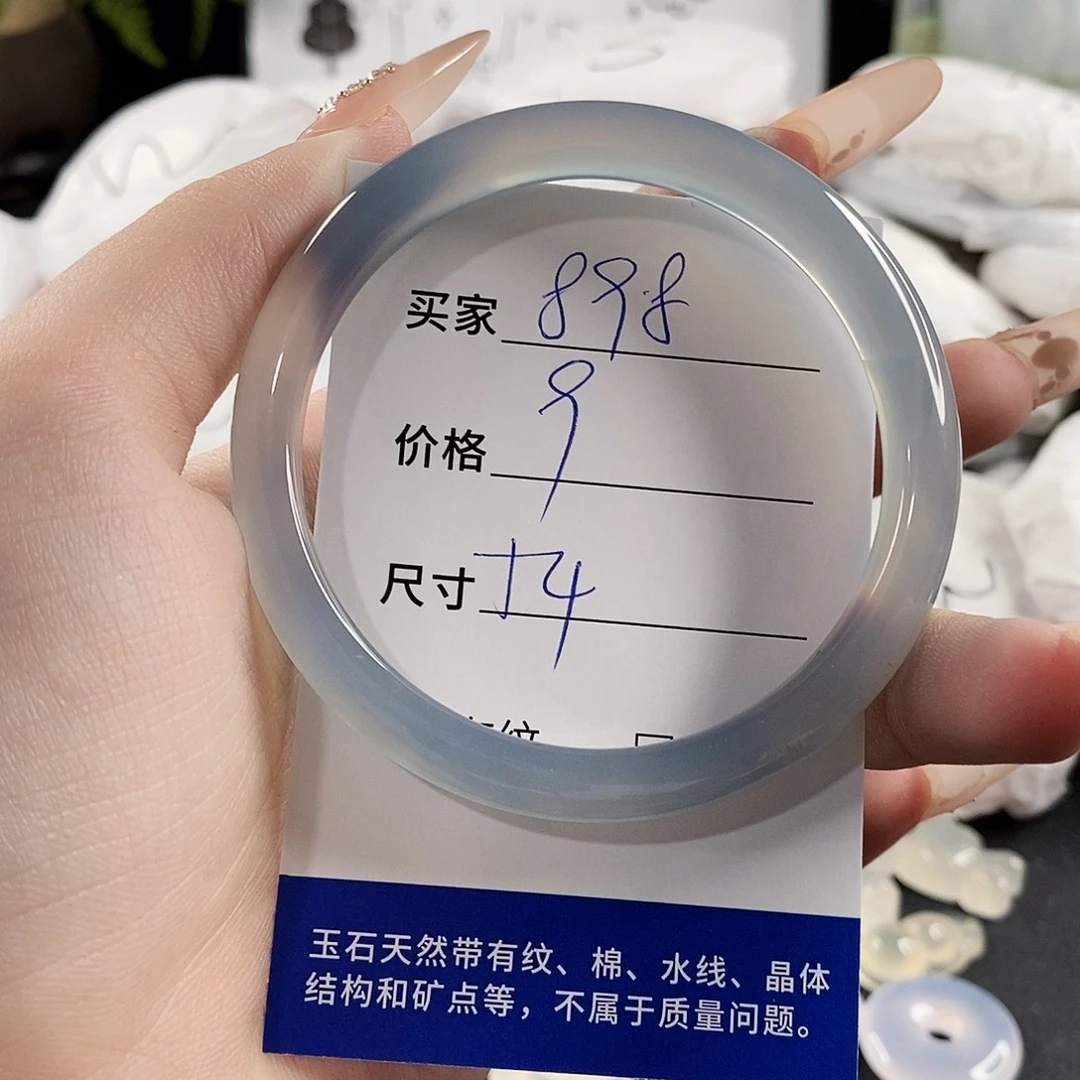 买家 898
价格 9
尺寸 54
纹
玉石天然带有纹、棉、水线、晶体
结构和矿点等，不属于质量问题。